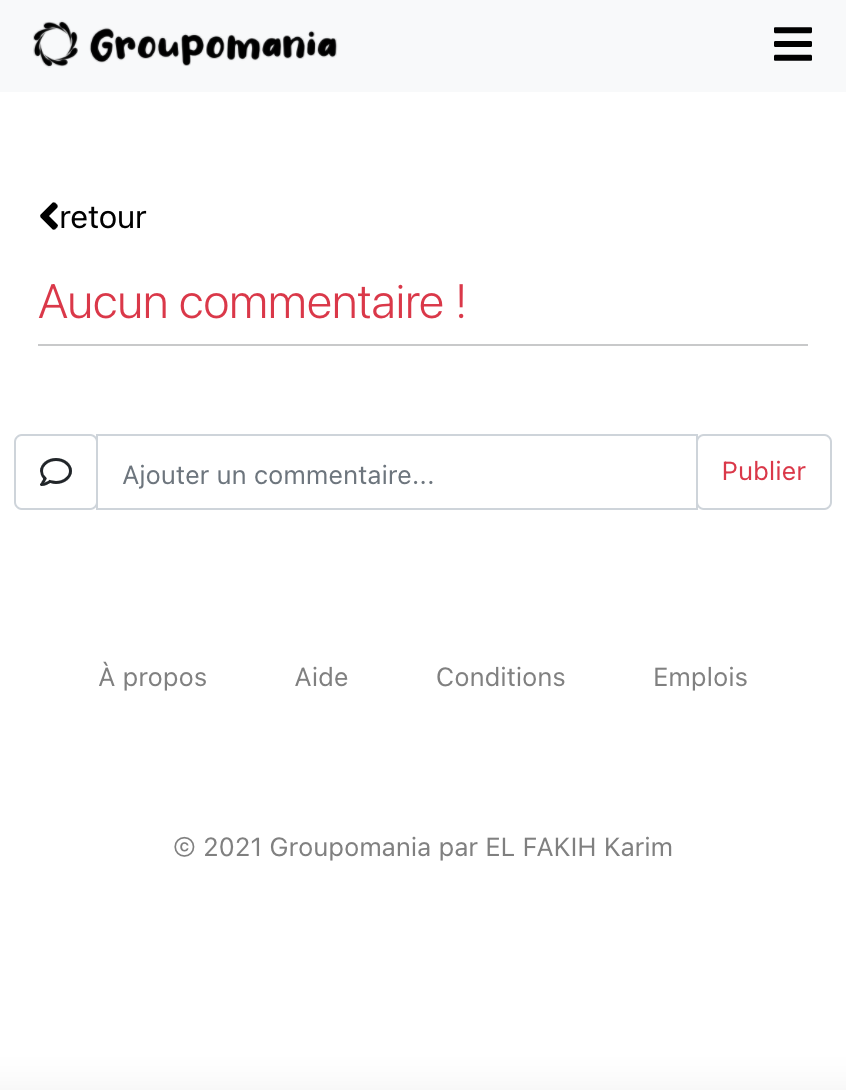 Groupomania
retour
Aucun commentaire !
Ajouter un commentaire...
Publier
À propos
Aide
Conditions
Emplois
© 2021 Groupomania par EL FAKIH Karim